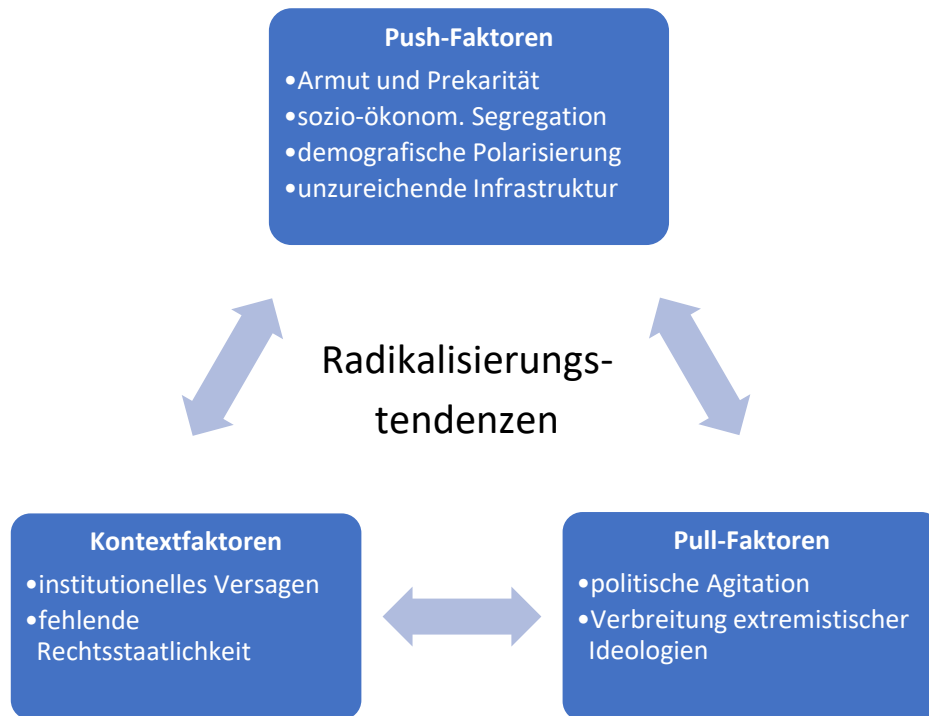 Push-Faktoren
•Armut und Prekarität
•sozio-ökonom. Segregation
•demografische Polarisierung
•unzureichende Infrastruktur
Radikalisierungs-
tendenzen
Kontextfaktoren
•institutionelles Versagen
•fehlende
Rechtsstaatlichkeit
Pull-Faktoren
•politische Agitation
•Verbreitung extremistischer
Ideologien